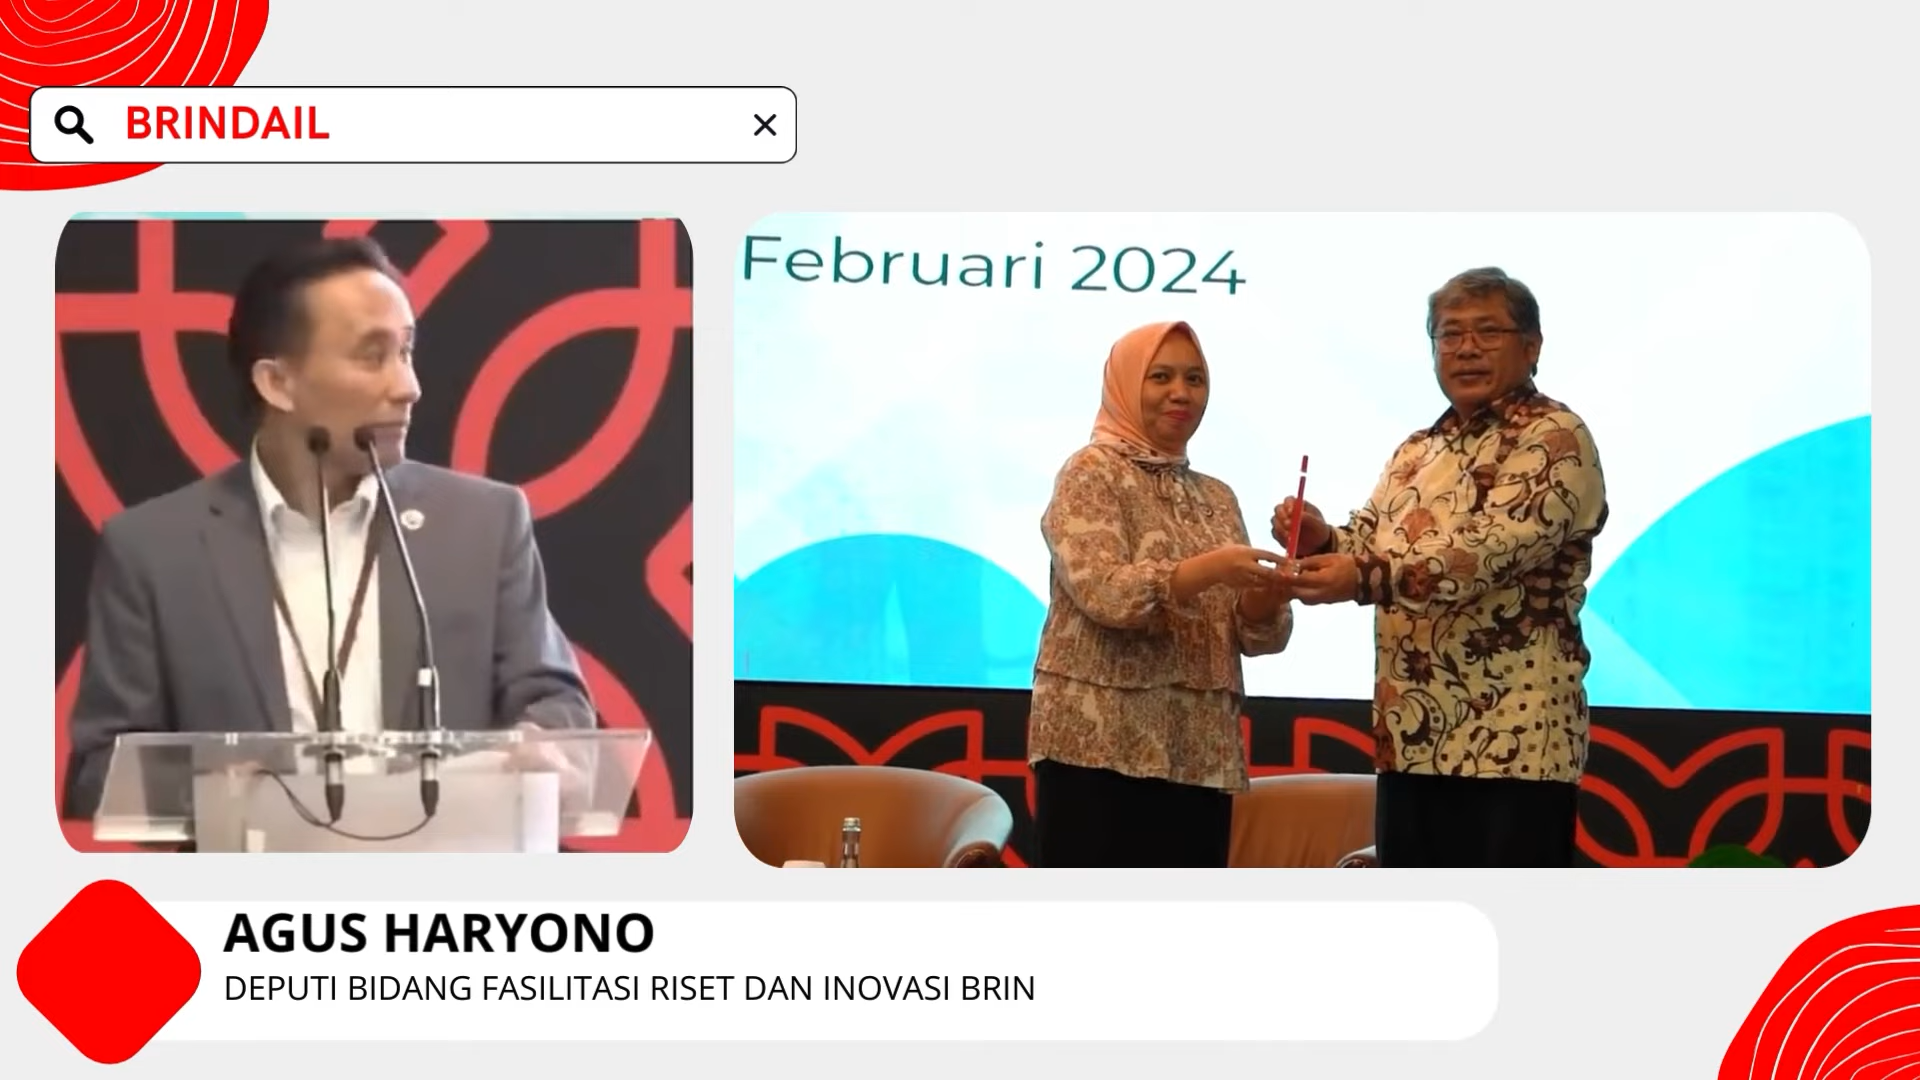 BRINDAIL
Februari 2024
AGUS HARYONO
DEPUTI BIDANG FASILITASI RISET DAN INOVASI BRIN